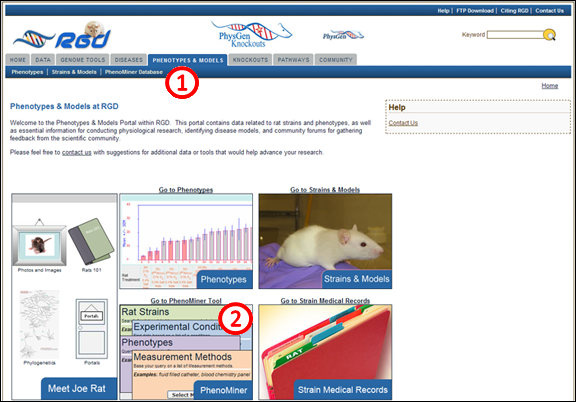 Help | FTP Download | Citing RGD | Contact Us
RGD
PhysGen
Knockouts
PhysGen
Keyword
HOME DATA GENOME TOOLS DISEASES PHENOTYPES & MODELS KNOCKOUTS PATHWAYS COMMUNITY
Phenotypes | Strains & Models | PhenoMiner Database
1
Home
Phenotypes & Models at RGD
Welcome to the Phenotypes & Models Portal within RGD. This portal contains data related to rat strains and phenotypes, as well
as essential information for conducting physiological research, identifying disease models, and community forums for gathering
feedback from the scientific community.
Please feel free to contact us with suggestions for additional data or tools that would help advance your research.
Help
Contact Us
Go to Phenotypes
Go to Strains & Models
Photos and Images
Rats 101
Rat
Treatment
Phenotypes
Strains & Models
Go to PhenoMiner Tool
Go to Strain Medical Records
Portals
Phylogenetics
Portals
Meet Joe Rat
Rat Strains
Experimental Condit
2
Phenotypes
Measurement Methods
Base your query on a list of Measurement Methods.
Examples: fluid filled catheter, blood chemistry panel
Select M
PhenoMiner
RAT
Strain Medical Records